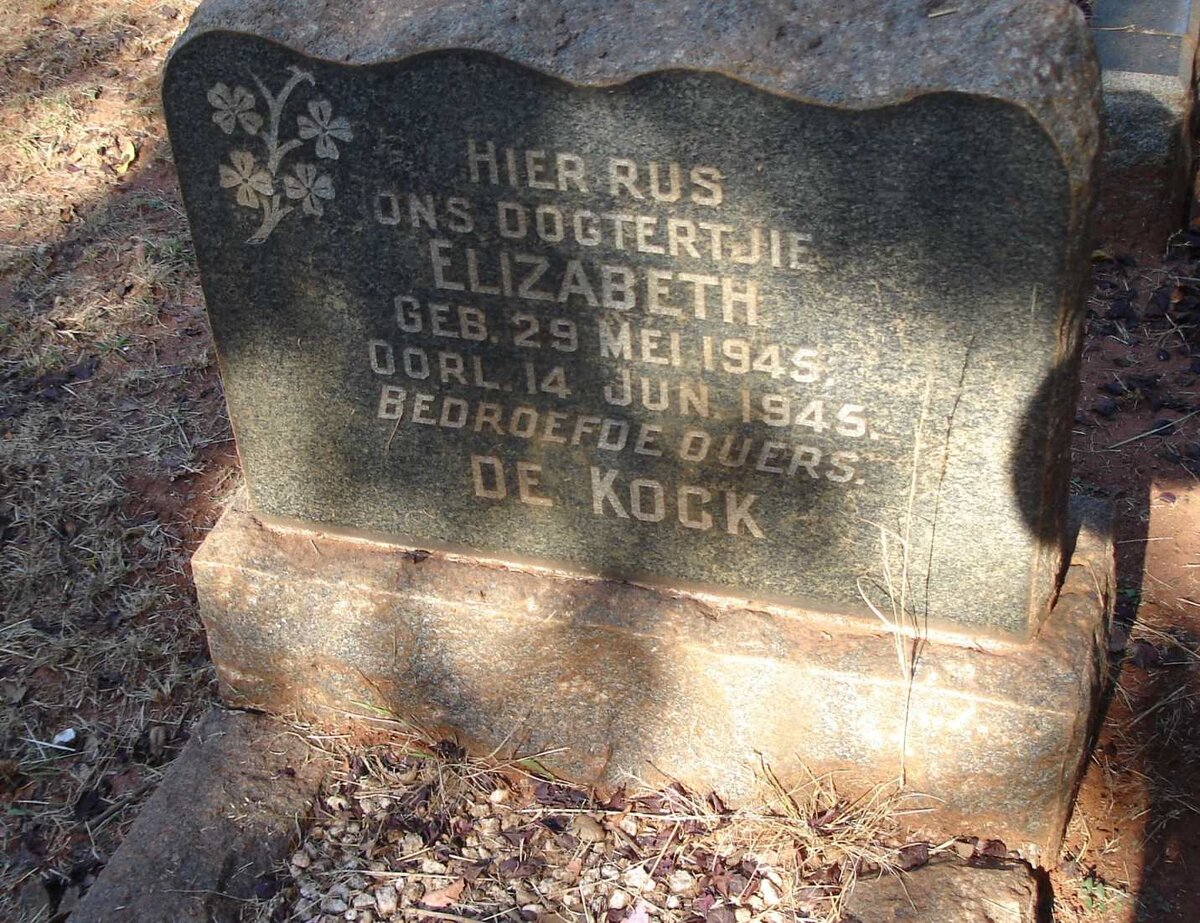 HIER RUS
ONS DOGTERTJIE
ELIZABETH
GEB. 29 MEI 1945;
OORL. 14 JUN. 1945.
BEDROEFDE OUERS.
DE KOCK